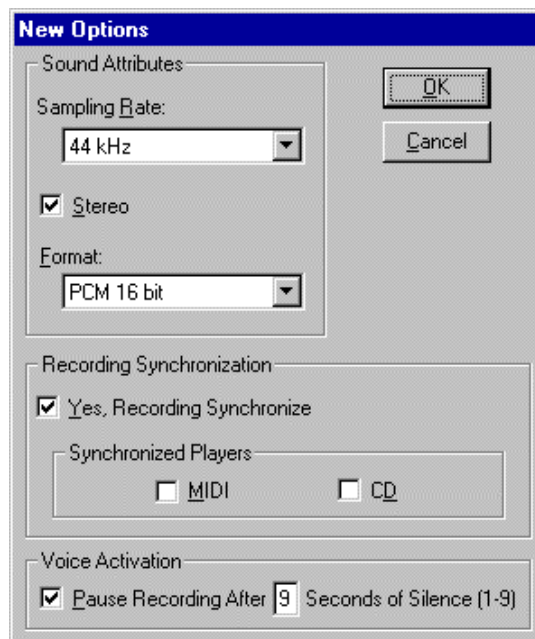 New Options
Sound Attributes
Sampling Rate:
44 kHz
Stereo
Format:
PCM 16 bit
OK
Cancel
Recording Synchronization
Yes, Recording Synchronize
Synchronized Players
MIDI
CD
Voice Activation
Pause Recording After 9 Seconds of Silence (1-9)